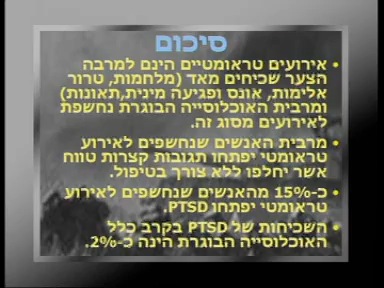 סיכום
• אירועים טראומטיים הינם למרבה
הצער שכיחים מאד (מלחמות, טרור
אלימות, אונס ופגיעה מינית,תאונות)
ומרבית האוכלוסייה הבוגרת נחשפת
לאירועים מסוג זה.
• מרבית האנשים שנחשפים לאירוע
טראומטי יפתחו תגובות קצרות טווח
אשר יחלפו ללא צורך בטיפול.
• כ-15% מהאנשים שנחשפים לאירוע
טראומטי יפתחו PTSD.
• השכיחות של PTSD בקרב כלל
האוכלוסייה הבוגרת הינה כ-2%.